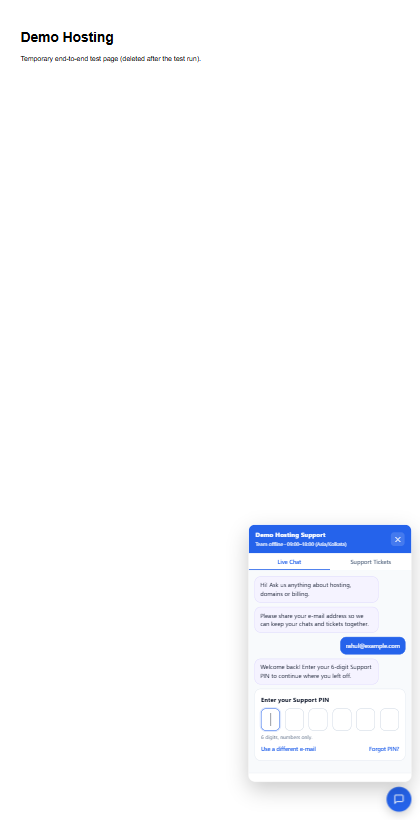 Demo Hosting
Temporary end-to-end test page (deleted after the test run).
Demo Hosting Support
Team offline · 09:00–18:00 (Asia/Kolkata)
Live Chat
Support Tickets
Hi! Ask us anything about hosting,
domains or billing.
Please share your e-mail address so we
can keep your chats and tickets together.
rahul@example.com
Welcome back! Enter your 6-digit Support
PIN to continue where you left off.
Enter your Support PIN
6 digits, numbers only.
Use a different e-mail
Forgot PIN?